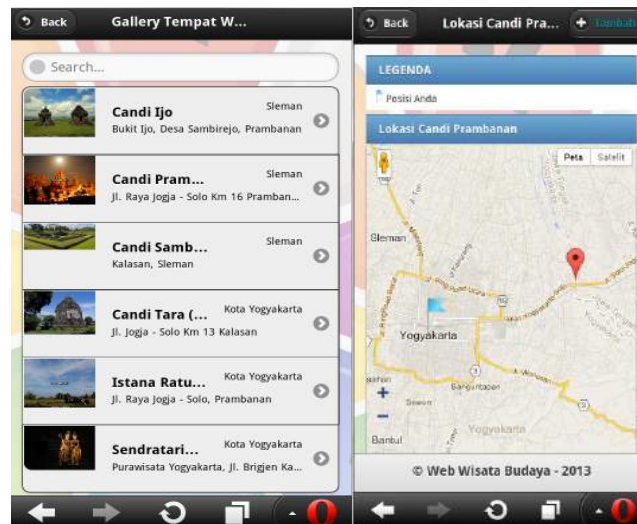 Back
Gallery Tempat W...
Search...
Candi Ijo
Sleman
Bukit Ijo, Desa Sambirejo, Prambanan
Candi Pram...
Sleman
Jl. Raya Jogja - Solo Km 16 Pramban...
Candi Samb...
Sleman
Kalasan, Sleman
Candi Tara (...
Kota Yogyakarta
Jl. Jogja - Solo Km 13 Kalasan
Istana Ratu...
Kota Yogyakarta
Jl. Raya Jogja - Solo, Prambanan
Sendratari...
Kota Yogyakarta
Purawisata Yogyakarta, Jl. Brigjen Ka...
Back
Lokasi Candi Pra...
Tambah
LEGENDA
Posisi Anda
Lokasi Candi Prambanan
Peta
Satelit
Sleman
Yogyakarta
Banguntapan
Yogyakarta
Bantul
© Web Wisata Budaya - 2013